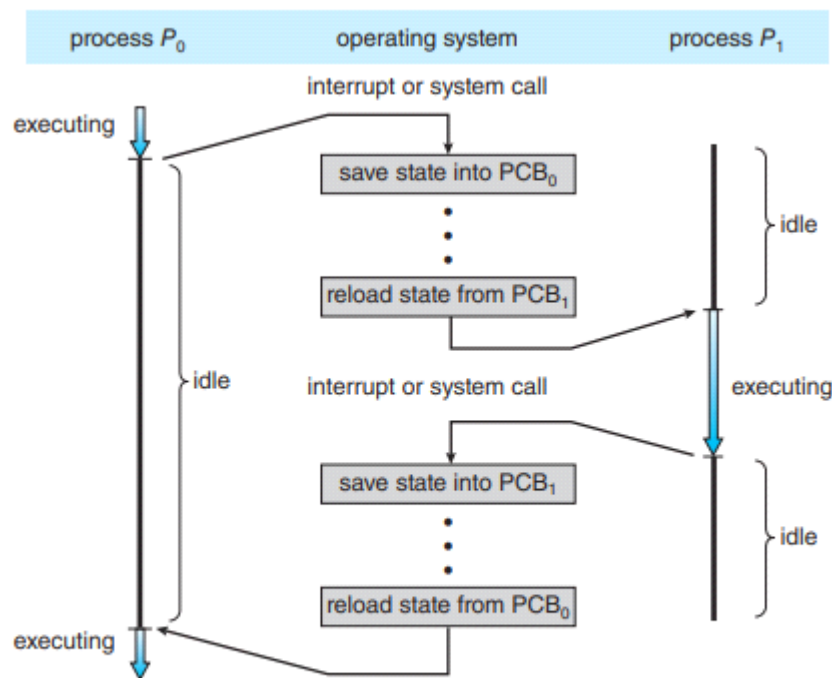 process P₀
operating system
process P₁
interrupt or system call
executing
save state into PCB₀
idle
reload state from PCB₁
idle
interrupt or system call
executing
save state into PCB₁
idle
reload state from PCB₀
executing